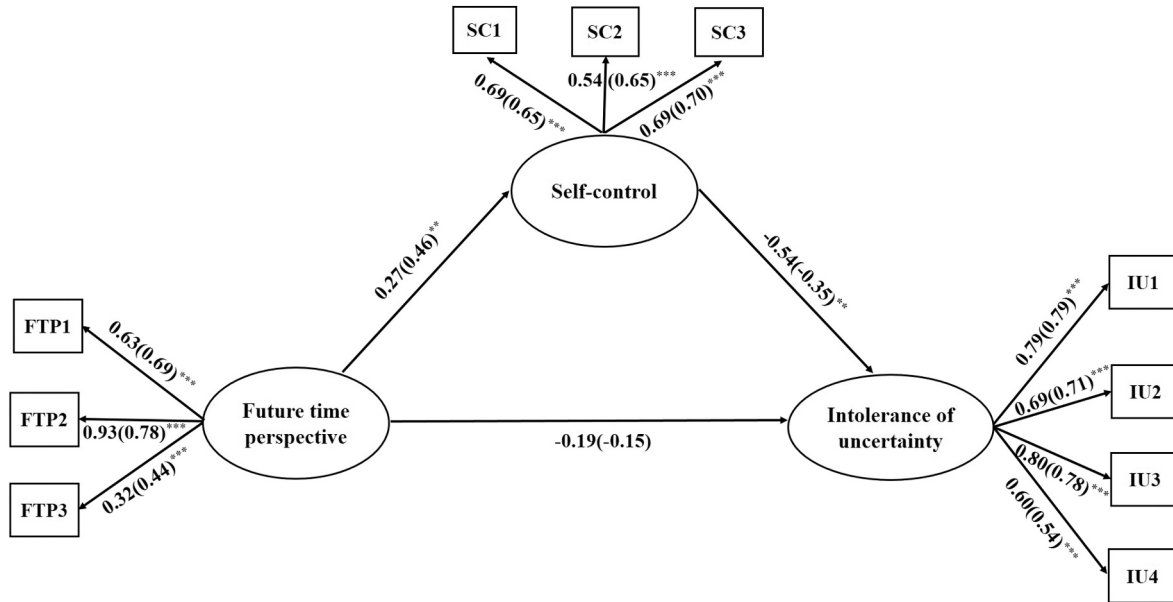 SC1
SC2
SC3
0.69(0.65)***
0.54 (0.65)***
0.69(0.70)***
Self-control
0.27(0.46)**
-0.54(-0.35)**
FTP1
FTP2
FTP3
0.63(0.69)***
0.93(0.78)***
0.32(0.44)***
Future time
perspective
-0.19(-0.15)
Intolerance of
uncertainty
0.79(0.79)***
0.69(0.71)***
0.80(0.78)***
0.60(0.54)***
IU1
IU2
IU3
IU4